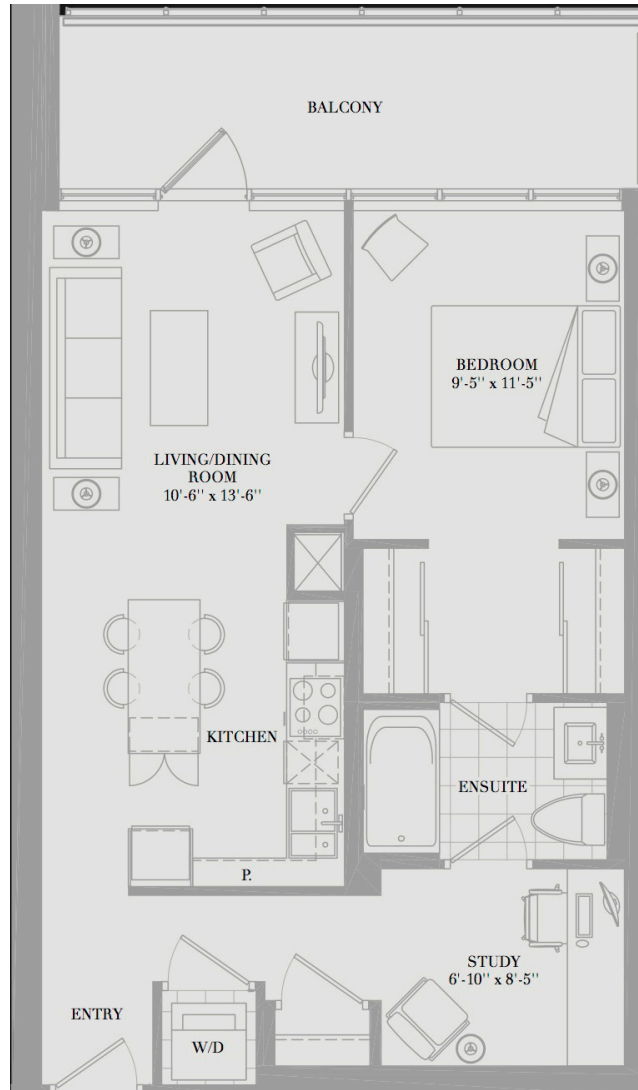 BALCONY
BEDROOM
9'-5" x 11'-5"
LIVING/DINING
ROOM
10'-6" x 13'-6"
KITCHEN
ENSUITE
P.
STUDY
6'-10" x 8'-5"
ENTRY
W/D